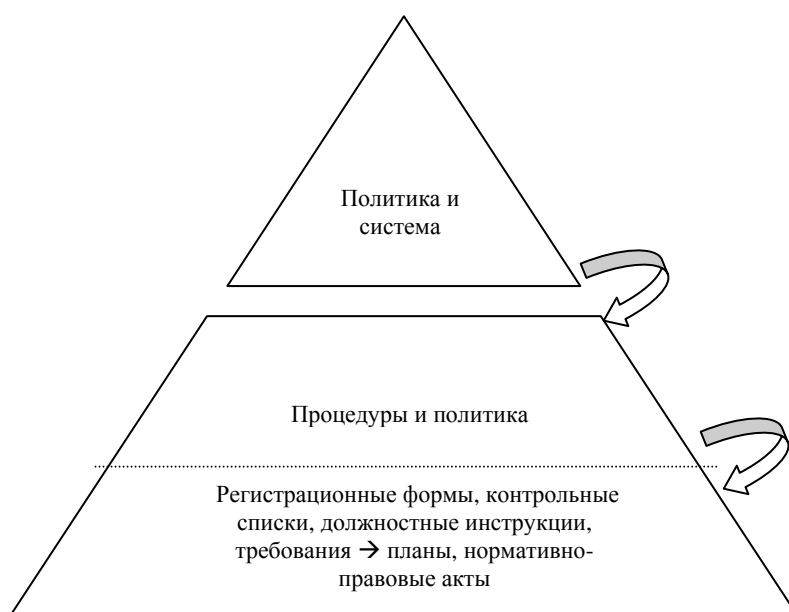 Политика и
система
Процедуры и политика
Регистрационные формы, контрольные
списки, должностные инструкции,
требования → планы, нормативно-
правовые акты